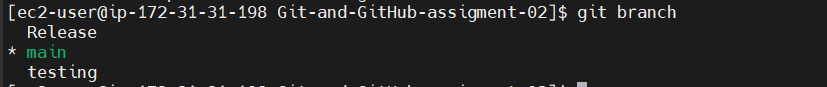 [ec2-user@ip-172-31-31-198 Git-and-GitHub-assigment-02]$ git branch
  Release
* main
  testing